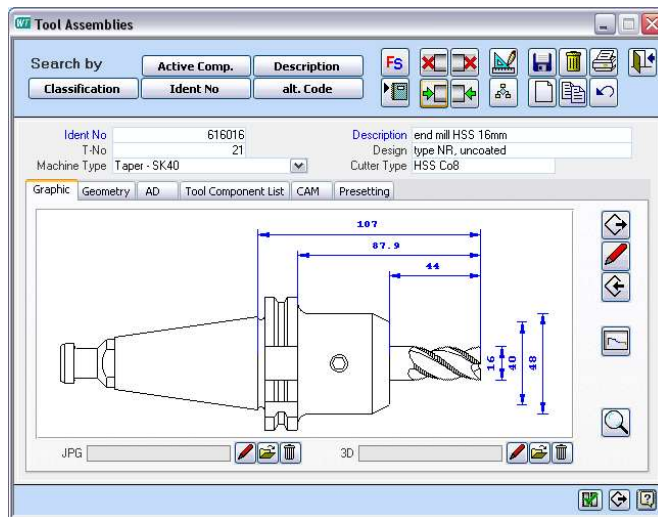 WT Tool Assemblies
Search by
Active Comp.
Description
Classification
Ident No
alt. Code
FS
Ident No 616016
Description end mill HSS 16mm
T-No 21
Design type NR, uncoated
Machine Type Taper - SK40
Cutter Type HSS Co8
Graphic Geometry AD Tool Component List CAM Presetting
107
87.9
44
16 40 48
JPG
3D